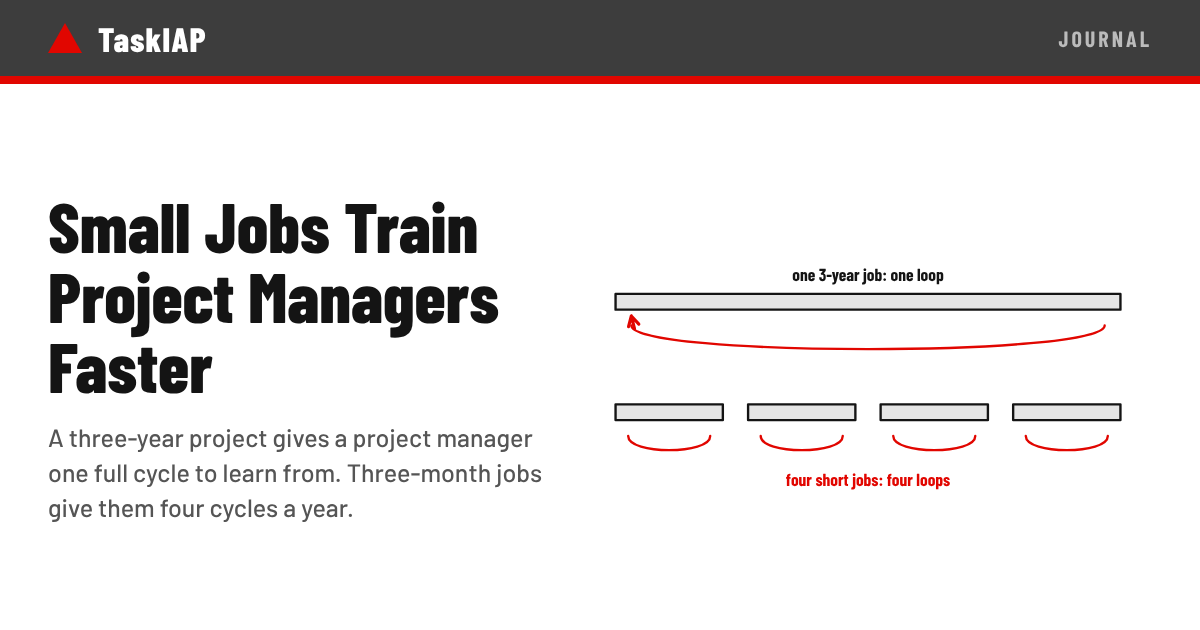 TaskIAP
JOURNAL
Small Jobs Train
Project Managers
Faster
A three-year project gives a project manager
one full cycle to learn from. Three-month jobs
give them four cycles a year.
one 3-year job: one loop
four short jobs: four loops